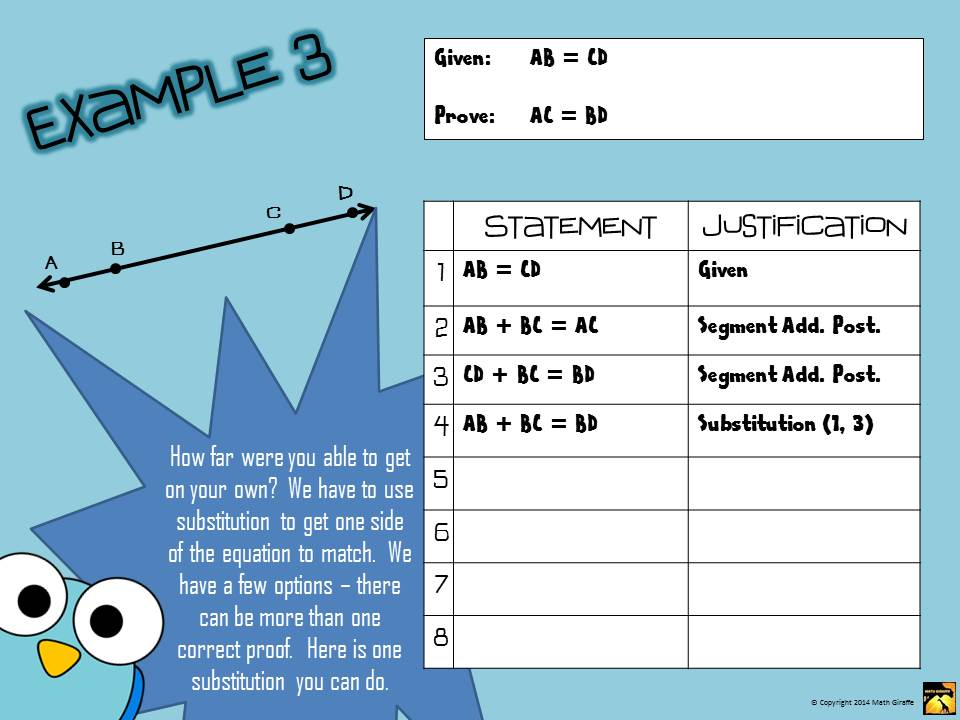 EXAMPLE 3
Given: AB = CD
Prove: AC = BD
D
C
B
A
STATEMENT JUSTIFICATION
1 AB = CD Given
2 AB + BC = AC Segment Add. Post.
3 CD + BC = BD Segment Add. Post.
4 AB + BC = BD Substitution (1, 3)
5
6
7
8
How far were you able to get
on your own? We have to use
substitution to get one side
of the equation to match. We
have a few options – there
can be more than one
correct proof. Here is one
substitution you can do.
© Copyright 2014 Math Giraffe
MATH GIRAFFE